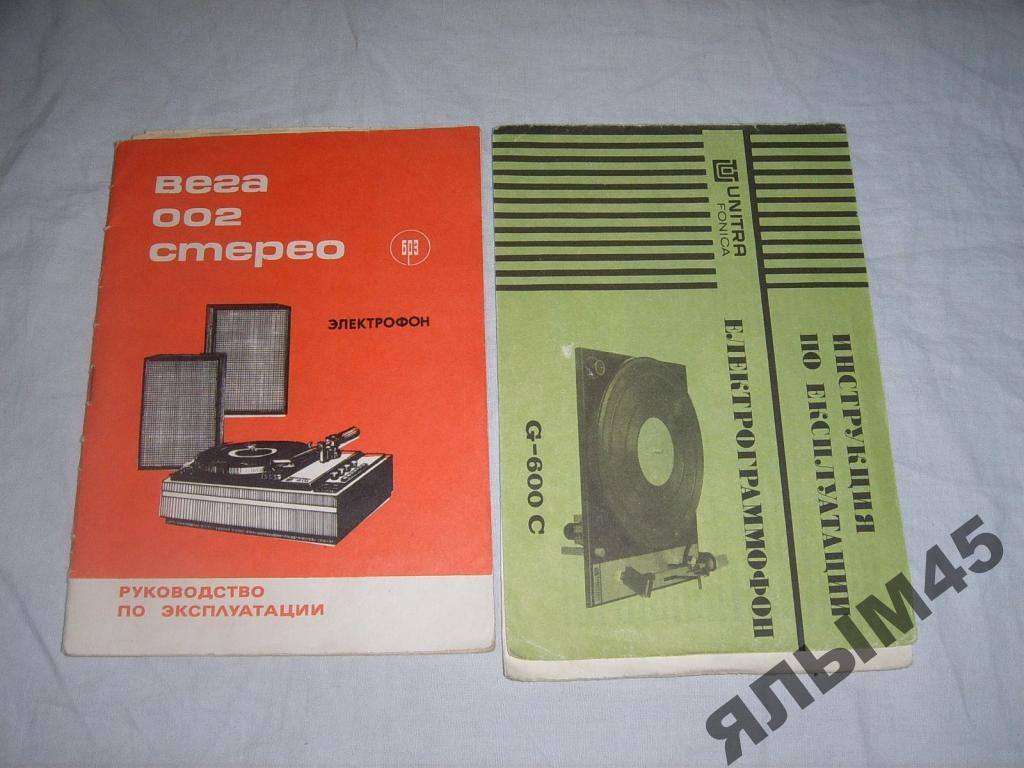 вега
002
стерео
БРЗ
ЭЛЕКТРОФОН
РУКОВОДСТВО
ПО ЭКСПЛУАТАЦИИ
UNITRA
FONICA
ИНСТРУКЦИЯ
ПО ЕКСПЛУАТАЦИИ
ЕЛЕКТРОГРАММОФОН
G-600 C
ЯЛЫМ45